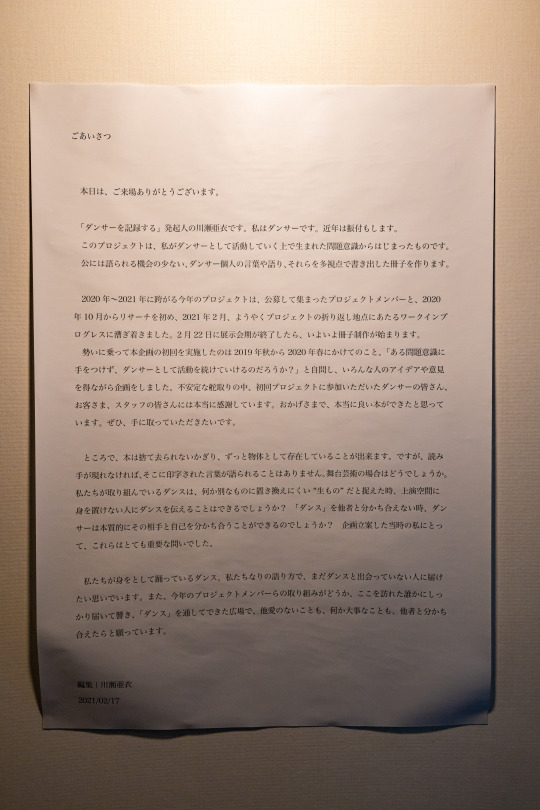 ごあいさつ
本日は、ご来場ありがとうございます。
「ダンサーを記録する」発起人の川瀬亜衣です。私はダンサーです。近年は振付もします。
このプロジェクトは、私がダンサーとして活動していく上で生まれた問題意識からはじまったものです。
公には語られる機会の少ない、ダンサー個人の言葉や語り、それらを多視点で書き出した冊子を作ります。
2020年〜2021年に跨がる今年のプロジェクトは、公募して集まったプロジェクトメンバーと、2020
年10月からリサーチを初め、2021年2月、ようやくプロジェクトの折り返し地点にあたるワークインプ
ログレスに漕ぎ着きました。2月22日に展示会期が終了したら、いよいよ冊子制作が始まります。
勢いに乗って本企画の初回を実施したのは2019年秋から2020年春にかけてのこと、「ある問題意識に
手をつけず、ダンサーとして活動を続けていけるのだろうか？」と自問し、いろんな人のアイデアや意見
を得ながら企画をしました。不安定な舵取りの中、初回プロジェクトに参加いただいたダンサーの皆さん、
お客さま、スタッフの皆さんには本当に感謝しています。おかげさまで、本当に良い本ができたと思って
います。ぜひ、手に取っていただきたいです。
ところで、本は捨て去られないかぎり、ずっと物体として存在していることが出来ます。ですが、読み
手が現れなければ、そこに印字された言葉が語られることはありません。舞台芸術の場合はどうでしょうか。
私たちが取り組んでいるダンスは、何か別なものに置き換えにくい"生もの"だと捉えた時、上演空間に
身を置けない人にダンスを伝えることはできるでしょうか？ 「ダンス」を他者と分かち合えない時、ダン
サーは本質的にその相手と自己を分かち合うことができるのでしょうか？ 企画立案した当時の私にとっ
て、これらはとても重要な問いでした。
私たちが身をとして踊っているダンス。私たちなりの語り方で、まだダンスと出会っていない人に届け
たい思いでいます。また、今年のプロジェクトメンバーらの取り組みがどうか、ここを訪れた誰かにしっ
かり届いて響き、「ダンス」を通してできた広場で、他愛のないことも、何か大事なことも、他者と分かち
合えたらと願っています。
編集｜川瀬亜衣
2021/02/17